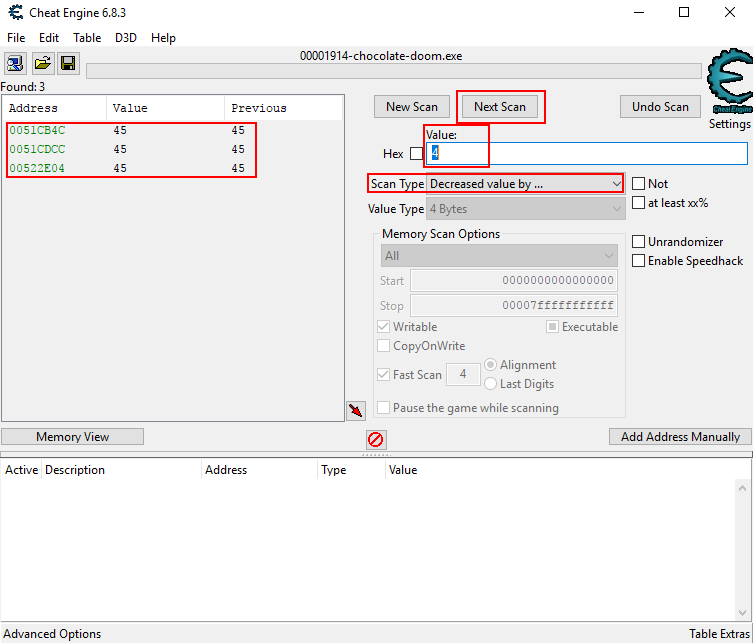 Cheat Engine 6.8.3
File Edit Table D3D Help
00001914-chocolate-doom.exe
Found: 3
Address Value Previous
0051CB4C 45 45
0051CDCC 45 45
00522E04 45 45
New Scan Next Scan Undo Scan
Cheat Engine
Settings
Value:
Hex 4
Scan Type Decreased value by ... Not
Value Type 4 Bytes at least xx%
Memory Scan Options
All
Unrandomizer
Enable Speedhack
Start 0000000000000000
Stop 00007fffffffffff
Writable Executable
CopyOnWrite
Fast Scan 4 Alignment
Last Digits
Pause the game while scanning
Memory View Add Address Manually
Active Description Address Type Value
Advanced Options Table Extras